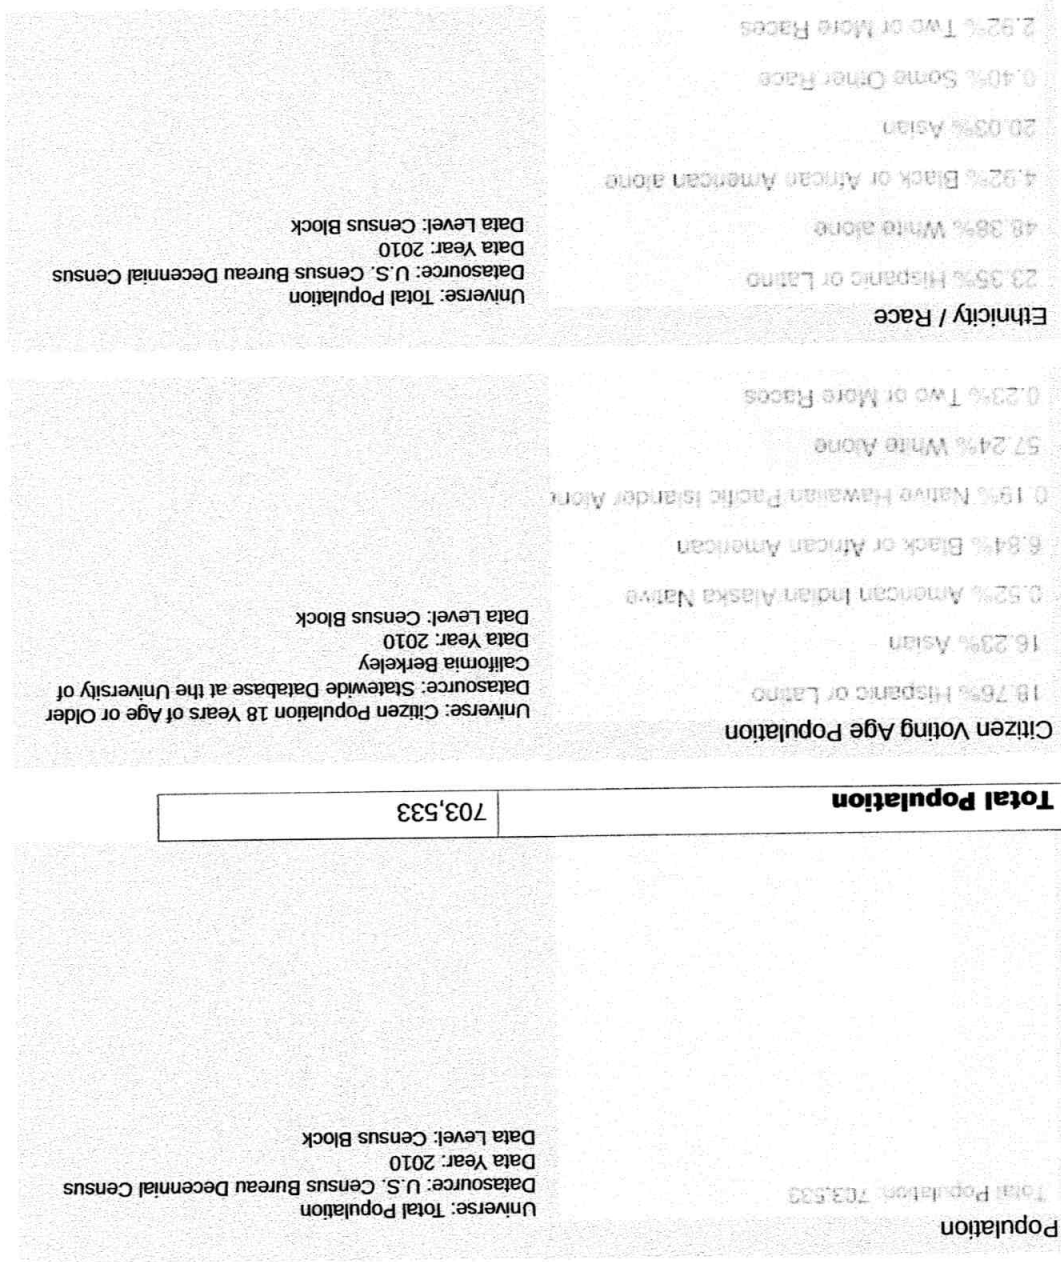 Population
Total Population: 703,533
Universe: Total Population
Datasource: U.S. Census Bureau Decennial Census
Data Year: 2010
Data Level: Census Block
Total Population 703,533
Citizen Voting Age Population
18.76% Hispanic or Latino
16.23% Asian
0.52% American Indian Alaska Native
6.84% Black or African American
0.19% Native Hawaiian Pacific Islander Alone
57.24% White Alone
0.23% Two or More Races
Universe: Citizen Population 18 Years of Age or Older
Datasource: Statewide Database at the University of
California Berkeley
Data Year: 2010
Data Level: Census Block
Ethnicity / Race
23.35% Hispanic or Latino
48.38% White alone
4.92% Black or African American alone
20.03% Asian
0.40% Some Other Race
2.92% Two or More Races
Universe: Total Population
Datasource: U.S. Census Bureau Decennial Census
Data Year: 2010
Data Level: Census Block